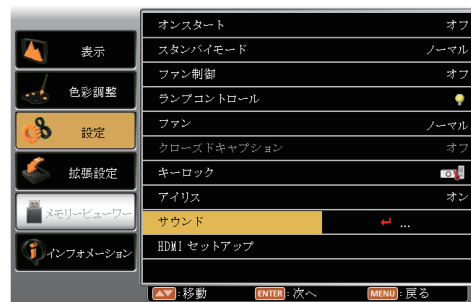 表示
色彩調整
設定
拡張設定
メモリービューワー
インフォメーション
オンスタート オフ
スタンバイモード ノーマル
ファン制御 オフ
ランプコントロール
ファン ノーマル
クローズドキャプション オフ
キーロック
アイリス オン
サウンド ...
HDMI セットアップ
▲▼:移動 ENTER:次へ MENU:戻る